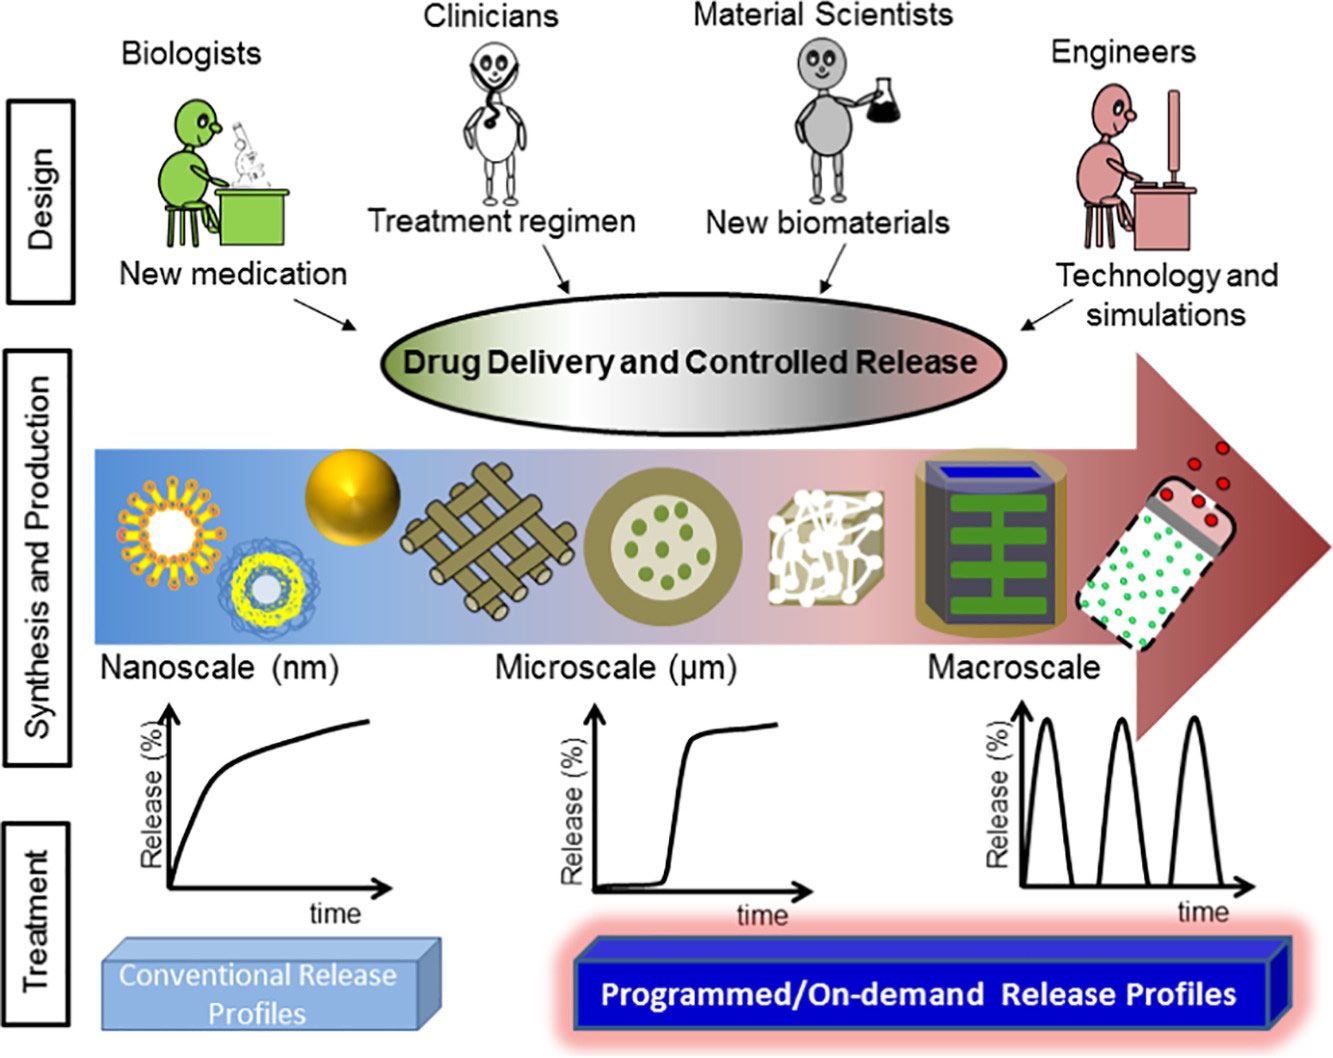 Biologists
Clinicians
Material Scientists
Engineers
Design
New medication
Treatment regimen
New biomaterials
Technology and
simulations
Drug Delivery and Controlled Release
Synthesis and Production
Nanoscale (nm)
Microscale (μm)
Macroscale
Release (%)
time
Release (%)
time
Release (%)
time
Treatment
Conventional Release
Profiles
Programmed/On-demand Release Profiles